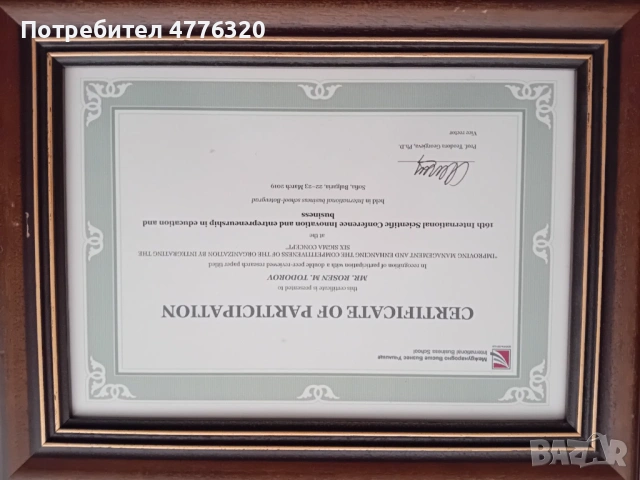 Потребител 4776320
Международно Висше Бизнес Училище
International Business School
CERTIFICATE OF PARTICIPATION
this certificate is presented to:
MR. ROSEN M. TODOROV
In recognition of participation with a double peer-reviewed research paper titled:
"IMPROVING MANAGEMENT AND ENHANCING THE COMPETITIVENESS OF THE ORGANIZATION BY INTEGRATING THE
SIX SIGMA CONCEPT"
at the
16th International Scientific Conference Innovation and entrepreneurship in education and
business
held in International business school-Botevgrad
Sofia, Bulgaria, 22-23 March 2019
Prof. Teodora Georgieva, Ph.D.
Vice rector
BAZAR